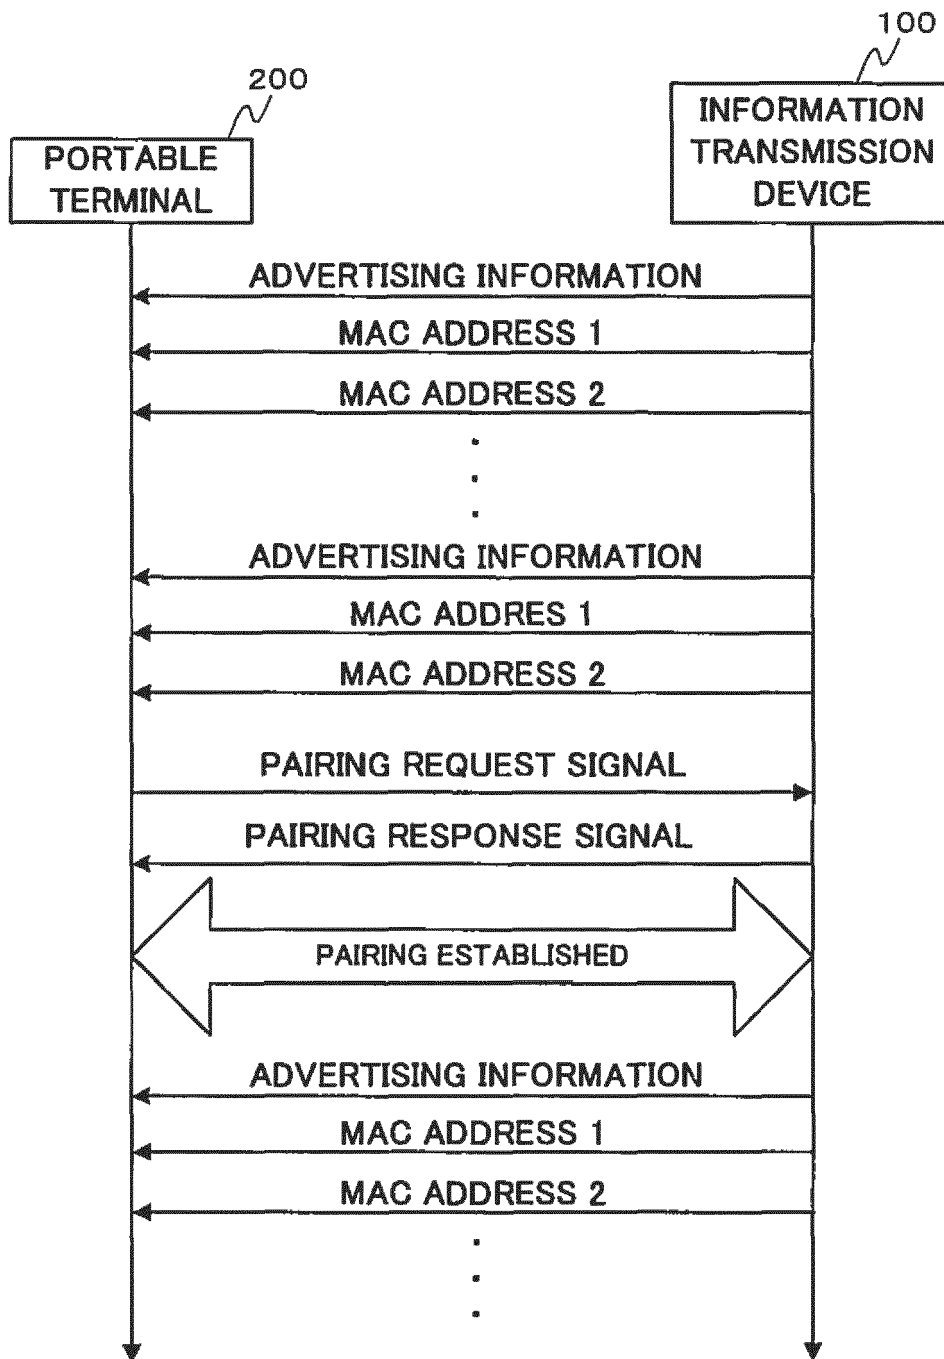 100
200
INFORMATION
TRANSMISSION
DEVICE
PORTABLE
TERMINAL
ADVERTISING INFORMATION
MAC ADDRESS 1
MAC ADDRESS 2
ADVERTISING INFORMATION
MAC ADDRES 1
MAC ADDRESS 2
PAIRING REQUEST SIGNAL
PAIRING RESPONSE SIGNAL
PAIRING ESTABLISHED
ADVERTISING INFORMATION
MAC ADDRESS 1
MAC ADDRESS 2